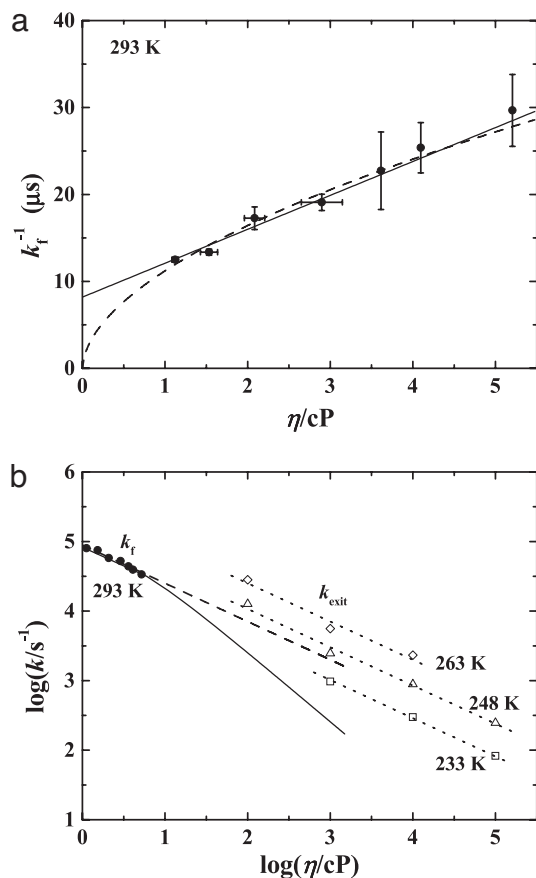 a
293 K
40
30
20
10
0
k_f^-1 (μs)
0 1 2 3 4 5
η/cP
b
6
5
4
3
2
1
log(k/s^-1)
k_f
293 K
k_exit
263 K
248 K
233 K
0 1 2 3 4 5
log(η/cP)